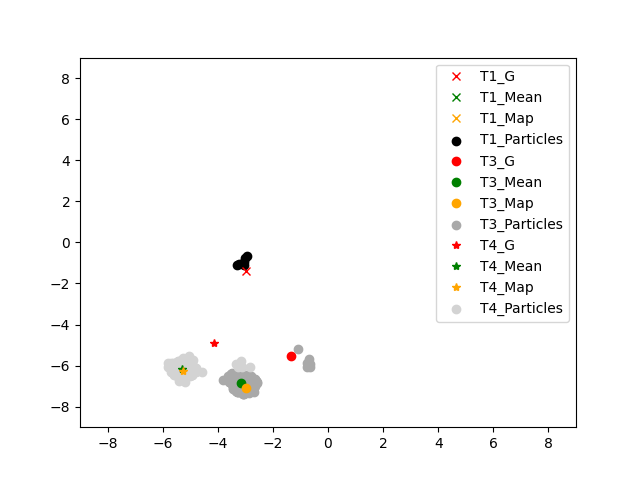 8
6
4
2
0
−2
−4
−6
−8
−8 −6 −4 −2 0 2 4 6 8
T1_G
T1_Mean
T1_Map
T1_Particles
T3_G
T3_Mean
T3_Map
T3_Particles
T4_G
T4_Mean
T4_Map
T4_Particles